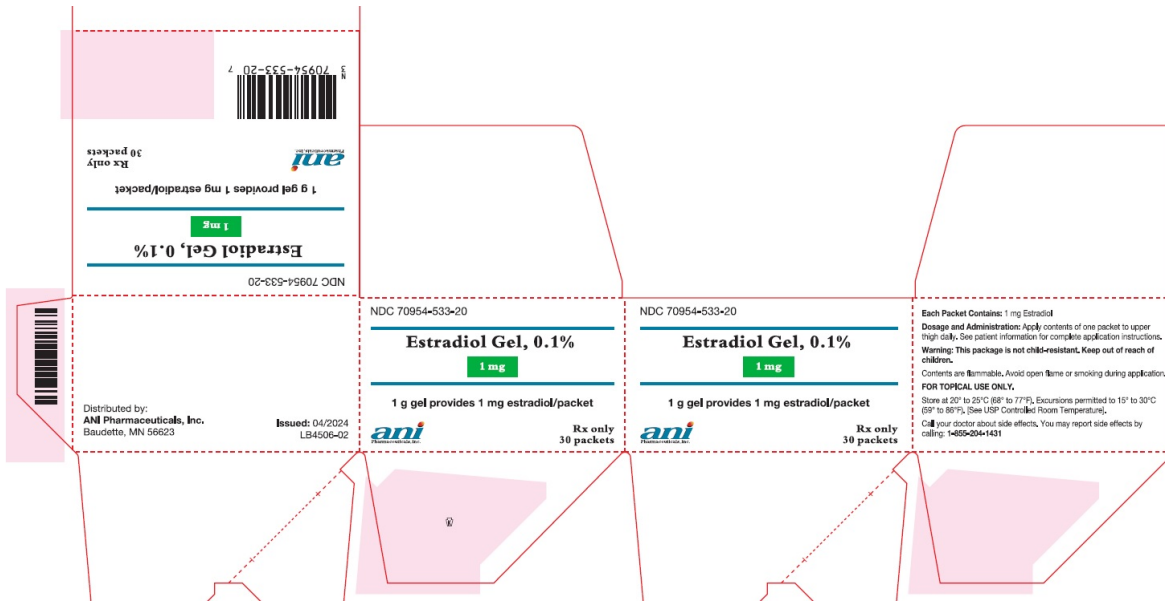 N
3 70954-533-20 7
ani
Pharmaceuticals, Inc.
Rx only
30 packets
1 g gel provides 1 mg estradiol/packet
1 mg
Estradiol Gel, 0.1%
NDC 70954-533-20
Distributed by:
ANI Pharmaceuticals, Inc.
Baudette, MN 56623
Issued: 04/2024
LB4506-02
NDC 70954-533-20
Estradiol Gel, 0.1%
1 mg
1 g gel provides 1 mg estradiol/packet
ani
Pharmaceuticals, Inc.
Rx only
30 packets
NDC 70954-533-20
Estradiol Gel, 0.1%
1 mg
1 g gel provides 1 mg estradiol/packet
ani
Pharmaceuticals, Inc.
Rx only
30 packets
Each Packet Contains: 1 mg Estradiol
Dosage and Administration: Apply contents of one packet to upper
thigh daily. See patient information for complete application instructions.
Warning: This package is not child-resistant. Keep out of reach of
children.
Contents are flammable. Avoid open flame or smoking during application.
FOR TOPICAL USE ONLY.
Store at 20° to 25°C (68° to 77°F). Excursions permitted to 15° to 30°C
(59° to 86°F). [See USP Controlled Room Temperature].
Call your doctor about side effects. You may report side effects by
calling: 1-855-204-1431